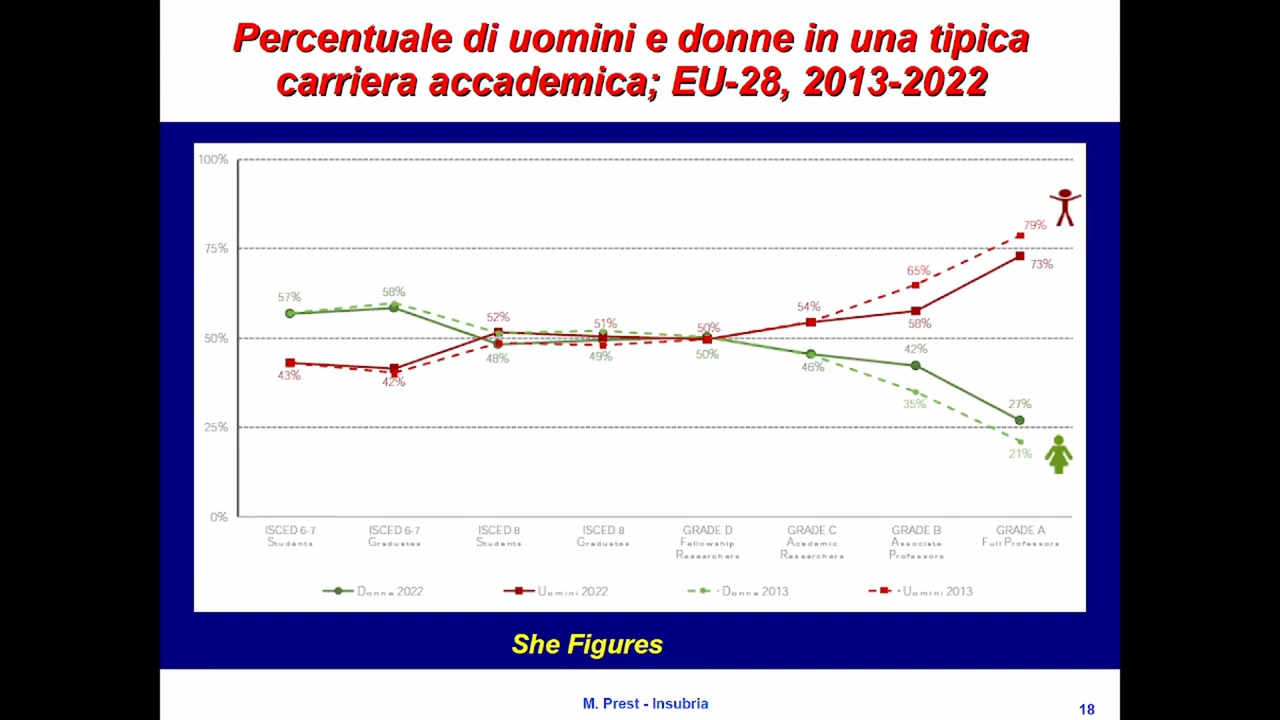 Percentuale di uomini e donne in una tipica
carriera accademica; EU-28, 2013-2022
100%
75%
50%
25%
0%
57%
58%
52%
51%
50%
54%
65%
79%
73%
58%
43%
42%
48%
49%
50%
46%
42%
35%
27%
21%
ISCED 6-7
Students
ISCED 6-7
Graduates
ISCED 8
Students
ISCED 8
Graduates
GRADE D
Fellowship
Researchers
GRADE C
Academic
Researchers
GRADE B
Associate
Professors
GRADE A
Full Professors
Donne 2022
Uomini 2022
Donne 2013
Uomini 2013
She Figures
M. Prest - Insubria
18